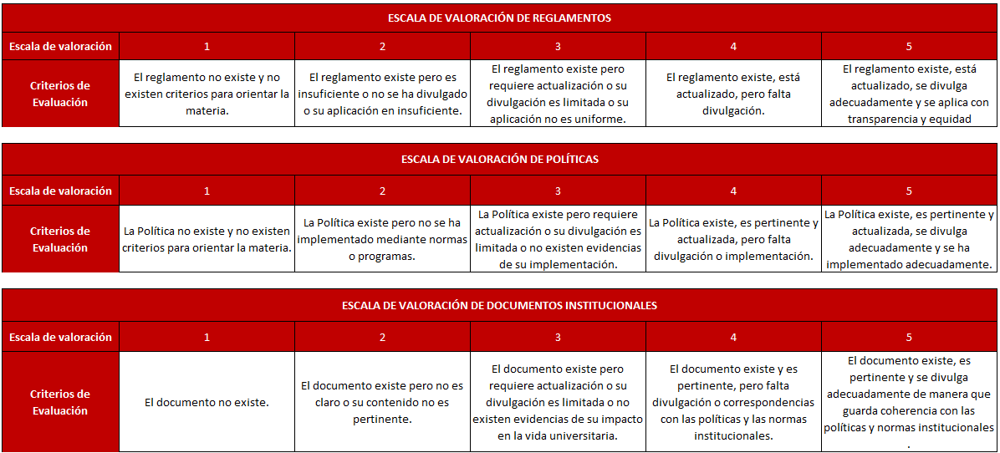 ESCALA DE VALORACIÓN DE REGLAMENTOS
Escala de valoración 1 2 3 4 5
Criterios de
Evaluación
El reglamento no existe y no
existen criterios para orientar la
materia.
El reglamento existe pero es
insuficiente o no se ha divulgado
o su aplicación en insuficiente.
El reglamento existe pero
requiere actualización o su
divulgación es limitada o su
aplicación no es uniforme.
El reglamento existe, está
actualizado, pero falta
divulgación.
El reglamento existe, está
actualizado, se divulga
adecuadamente y se aplica con
transparencia y equidad
ESCALA DE VALORACIÓN DE POLÍTICAS
Escala de valoración 1 2 3 4 5
Criterios de
Evaluación
La Política no existe y no existen
criterios para orientar la materia.
La Política existe pero no se ha
implementado mediante normas
o programas.
La Política existe pero requiere
actualización o su divulgación es
limitada o no existen evidencias
de su implementación.
La Política existe, es pertinente y
actualizada, pero falta
divulgación o implementación.
La Política existe, es pertinente y
actualizada, se divulga
adecuadamente y se ha
implementado adecuadamente.
ESCALA DE VALORACIÓN DE DOCUMENTOS INSTITUCIONALES
Escala de valoración 1 2 3 4 5
Criterios de
Evaluación
El documento no existe.
El documento existe pero no es
claro o su contenido no es
pertinente.
El documento existe pero
requiere actualización o su
divulgación es limitada o no
existen evidencias de su impacto
en la vida universitaria.
El documento existe y es
pertinente, pero falta
divulgación o correspondencias
con las políticas y las normas
institucionales.
El documento existe, es
pertinente y se divulga
adecuadamente de manera que
guarda coherencia con las
políticas y normas institucionales
.